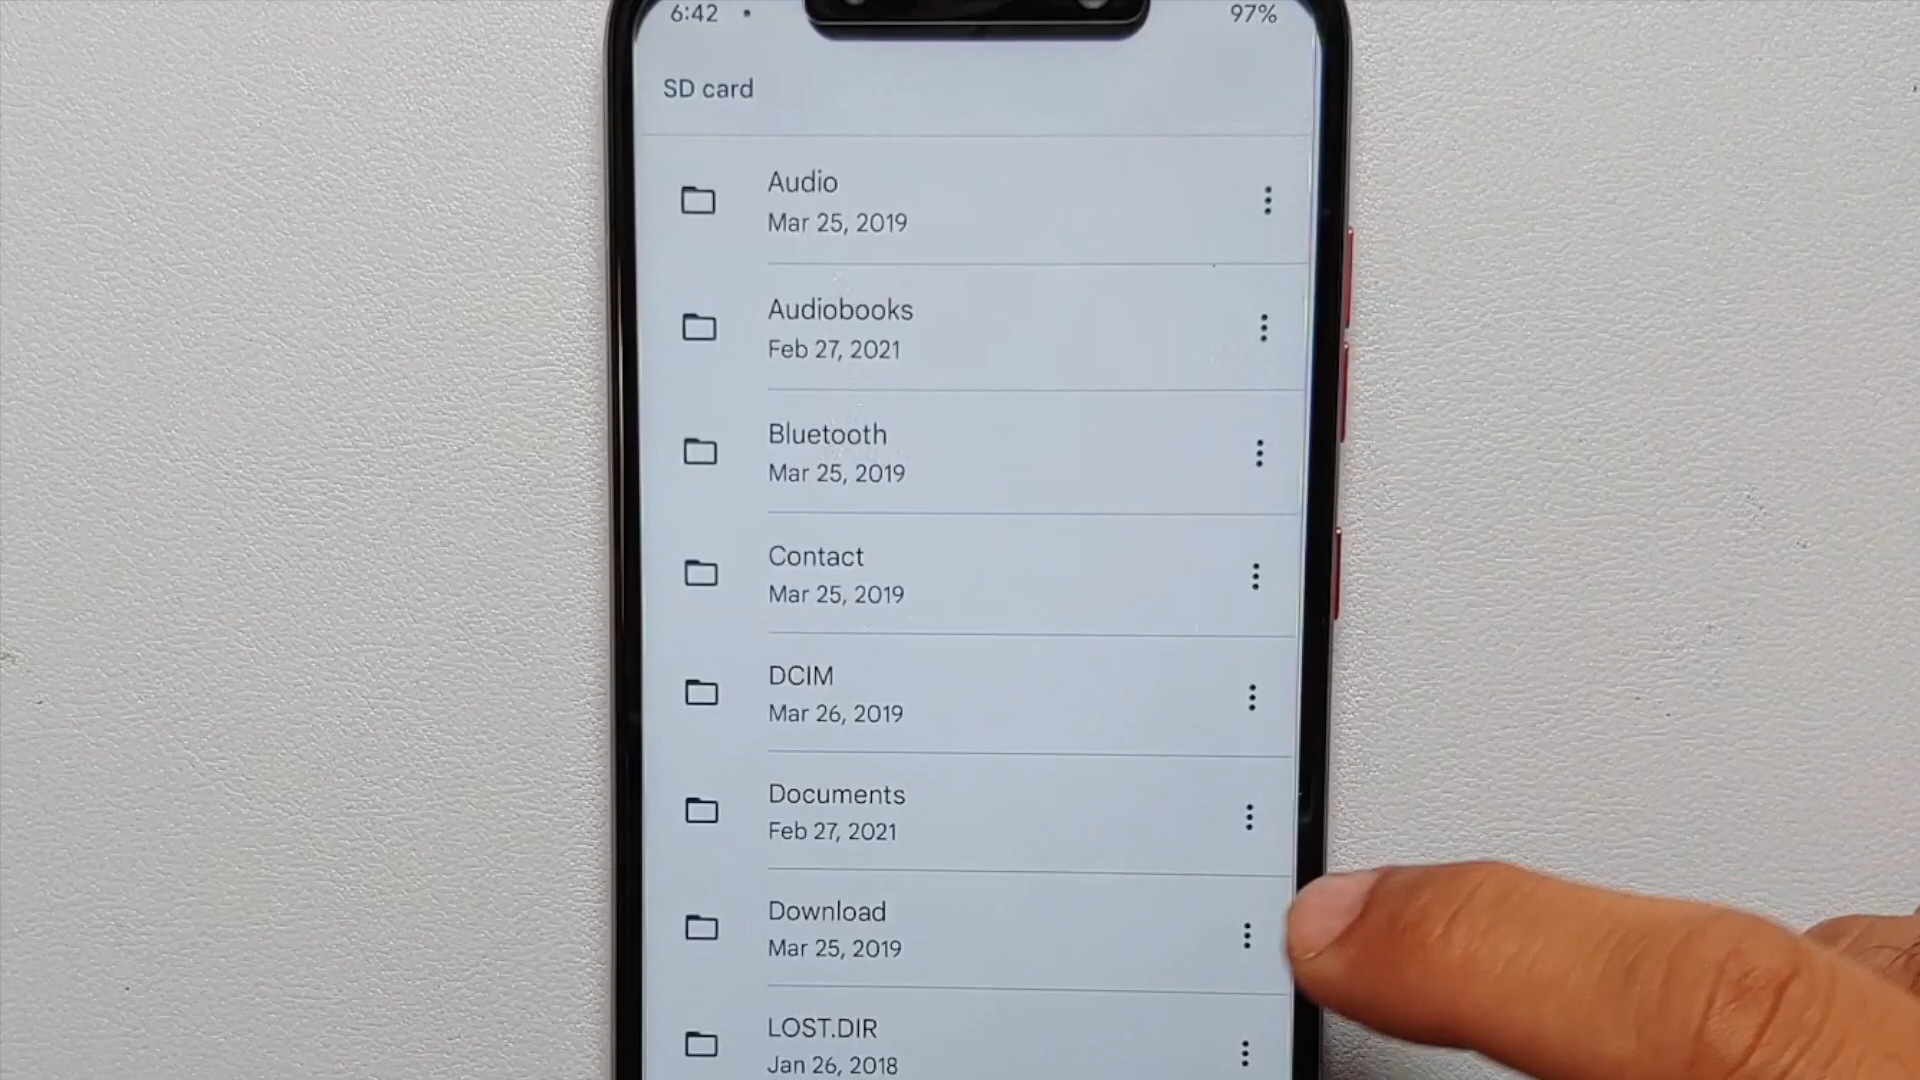 6:42
97%
SD card
Audio
Mar 25, 2019
Audiobooks
Feb 27, 2021
Bluetooth
Mar 25, 2019
Contact
Mar 25, 2019
DCIM
Mar 26, 2019
Documents
Feb 27, 2021
Download
Mar 25, 2019
LOST.DIR
Jan 26, 2018